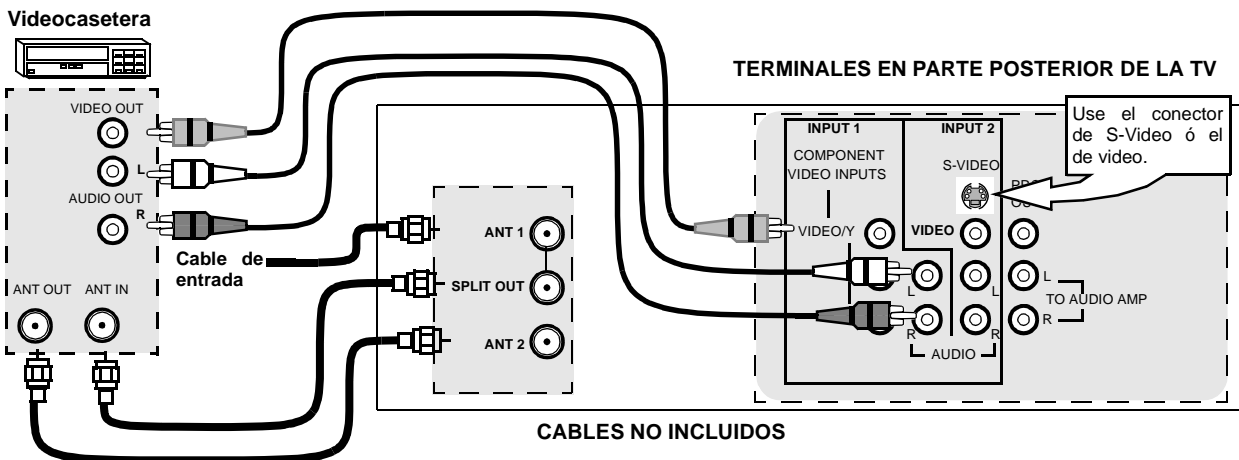 Videocasetera
TERMINALES EN PARTE POSTERIOR DE LA TV
VIDEO OUT
L
AUDIO OUT
R
Cable de
entrada
ANT OUT
ANT IN
ANT 1
SPLIT OUT
ANT 2
INPUT 1
INPUT 2
COMPONENT
VIDEO INPUTS
S-VIDEO
Use el conector
de S-Video ó el
de video.
VIDEO/Y
VIDEO
L
L
L
R
R
R
TO AUDIO AMP
AUDIO
CABLES NO INCLUIDOS